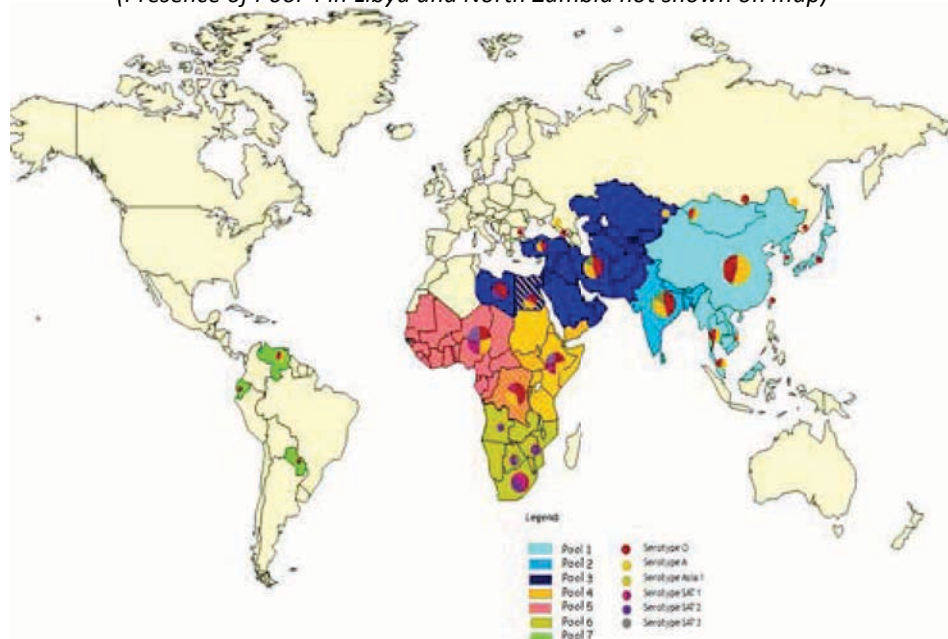 (Presence of Pool 4 in Libya and North Zambia not shown on map)
Legend:
Pool 1
Pool 2
Pool 3
Pool 4
Pool 5
Pool 6
Pool 7
Serotype O
Serotype A
Serotype Asia 1
Serotype SAT 1
Serotype SAT 2
Serotype SAT 3